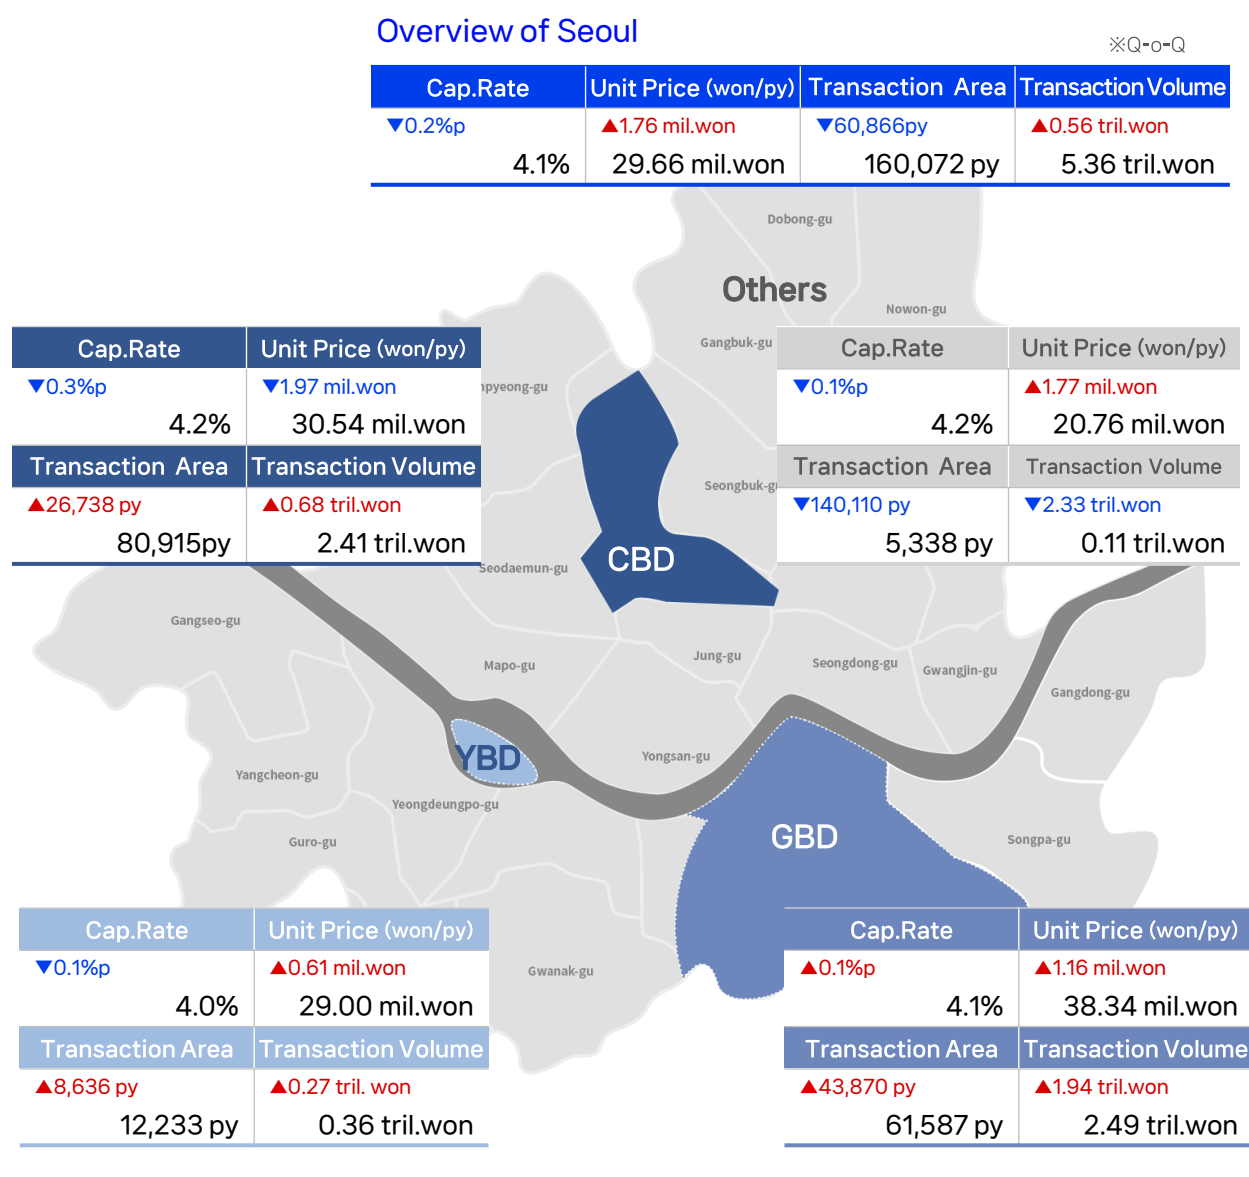 Overview of Seoul
※Q-o-Q
Cap.Rate Unit Price (won/py) Transaction Area Transaction Volume
▼0.2%p ▲1.76 mil.won ▼60,866py ▲0.56 tril.won
4.1% 29.66 mil.won 160,072 py 5.36 tril.won
Dobong-gu
Others
Nowon-gu
Gangbuk-gu
Cap.Rate Unit Price (won/py)
▼0.3%p ▼1.97 mil.won
4.2% 30.54 mil.won
Transaction Area Transaction Volume
▲26,738 py ▲0.68 tril.won
80,915py 2.41 tril.won
npyeong-gu
Cap.Rate Unit Price (won/py)
▼0.1%p ▲1.77 mil.won
4.2% 20.76 mil.won
Transaction Area Transaction Volume
▼140,110 py ▼2.33 tril.won
5,338 py 0.11 tril.won
Seongbuk-gu
CBD
Seodaemun-gu
Gangseo-gu
Mapo-gu
Jung-gu
Seongdong-gu
Gwangjin-gu
Gangdong-gu
YBD
Yongsan-gu
Yangcheon-gu
Yeongdeungpo-gu
Guro-gu
GBD
Songpa-gu
Gwanak-gu
Cap.Rate Unit Price (won/py)
▼0.1%p ▲0.61 mil.won
4.0% 29.00 mil.won
Transaction Area Transaction Volume
▲8,636 py ▲0.27 tril. won
12,233 py 0.36 tril.won
Cap.Rate Unit Price (won/py)
▲0.1%p ▲1.16 mil.won
4.1% 38.34 mil.won
Transaction Area Transaction Volume
▲43,870 py ▲1.94 tril.won
61,587 py 2.49 tril.won